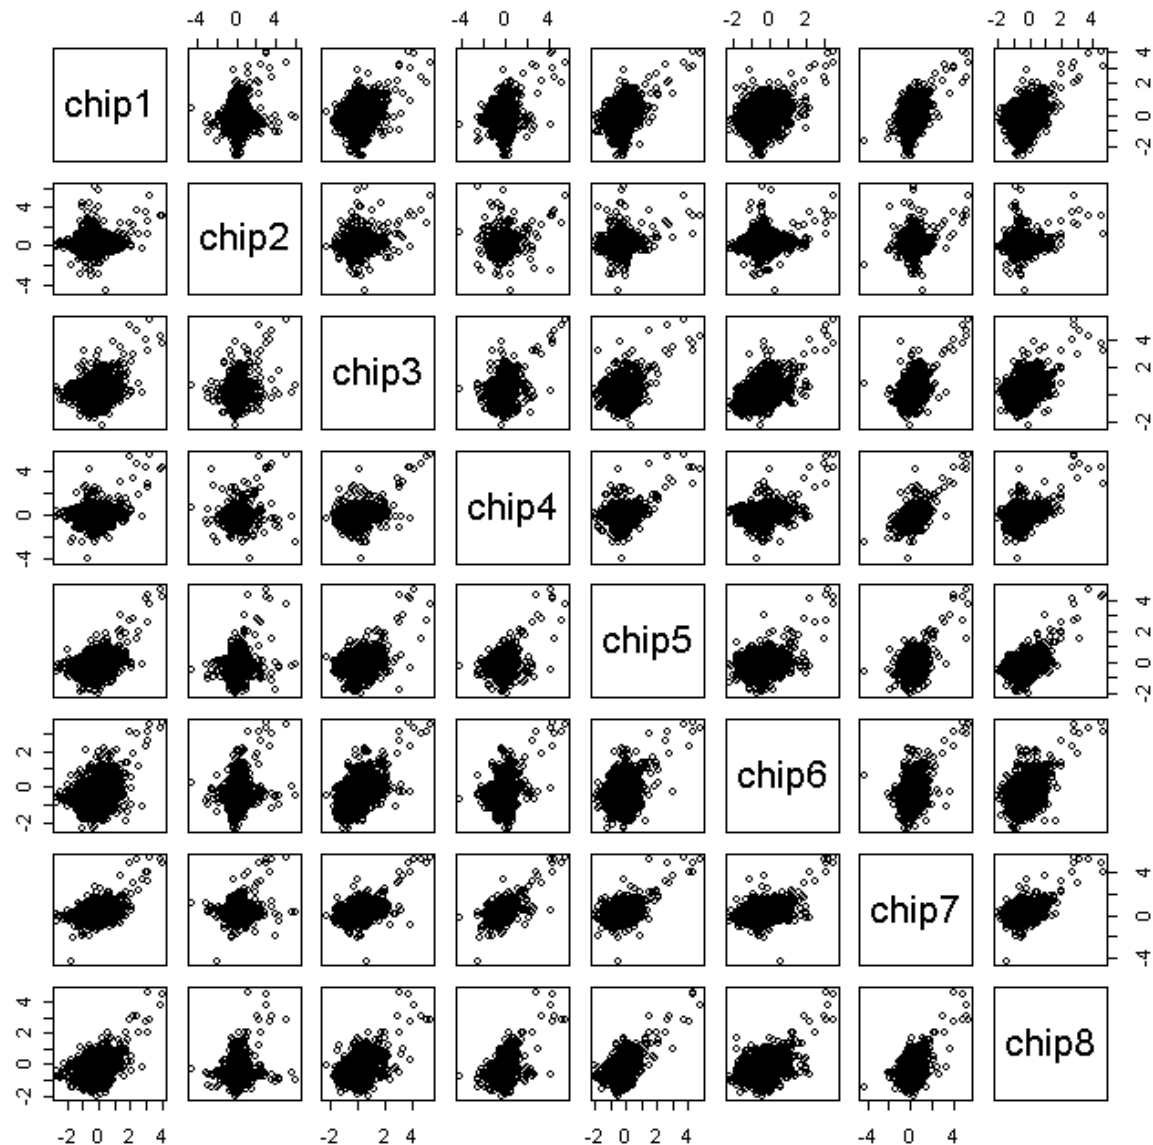 -4 0 4 -4 0 4 -2 0 2 -2 0 2 4
chip1 -2 0 2 4
-4 0 4 chip2
chip3 -2 2 4
-4 0 4 chip4
chip5 -2 0 2 4
-2 0 2 chip6
chip7 -4 0 4
-2 0 2 4 chip8
-2 0 2 4 -2 2 4 -2 0 2 4 -4 0 4